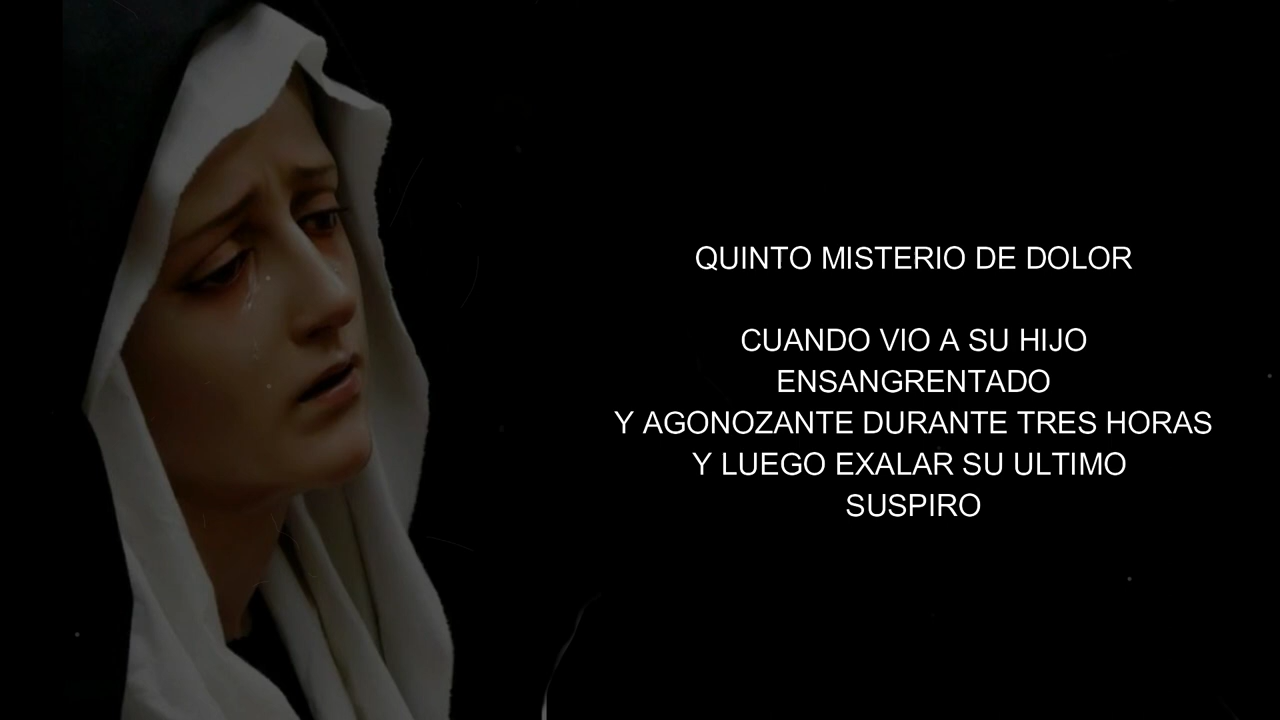 QUINTO MISTERIO DE DOLOR
CUANDO VIO A SU HIJO
ENSANGRENTADO
Y AGONOZANTE DURANTE TRES HORAS
Y LUEGO EXALAR SU ULTIMO
SUSPIRO